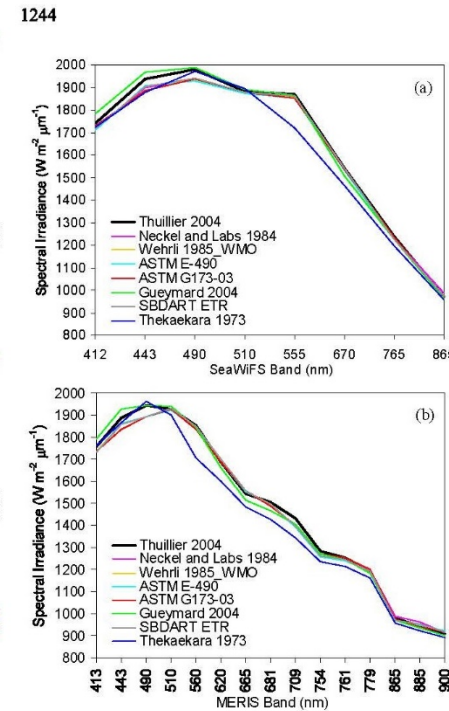 1244
(a)
Spectral Irradiance (W m⁻² µm⁻¹)
2000
1900
1800
1700
1600
1500
1400
1300
1200
1100
1000
900
800
Thuillier 2004
Neckel and Labs 1984
Wehrli 1985_WMO
ASTM E-490
ASTM G173-03
Gueymard 2004
SBDART ETR
Thekaekara 1973
412 443 490 510 555 670 765 865
SeaWiFS Band (nm)
(b)
Spectral Irradiance (W m⁻² µm⁻¹)
2000
1900
1800
1700
1600
1500
1400
1300
1200
1100
1000
900
800
Thuillier 2004
Neckel and Labs 1984
Wehrli 1985_WMO
ASTM E-490
ASTM G173-03
Gueymard 2004
SBDART ETR
Thekaekara 1973
413 443 490 510 560 620 665 681 709 754 761 779 865 885 900
MERIS Band (nm)